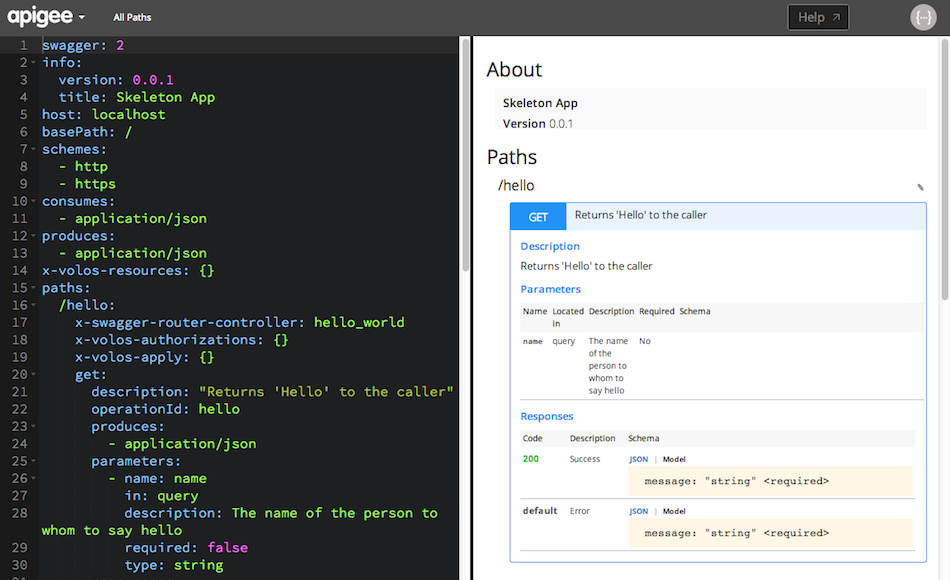 apigee
All Paths
Help
{···}
1 swagger: 2
2 info:
3 version: 0.0.1
4 title: Skeleton App
5 host: localhost
6 basePath: /
7 schemes:
8 - http
9 - https
10 consumes:
11 - application/json
12 produces:
13 - application/json
14 x-volos-resources: {}
15 paths:
16 /hello:
17 x-swagger-router-controller: hello_world
18 x-volos-authorizations: {}
19 x-volos-apply: {}
20 get:
21 description: "Returns 'Hello' to the caller"
22 operationId: hello
23 produces:
24 - application/json
25 parameters:
26 - name: name
27 in: query
28 description: The name of the person to
whom to say hello
29 required: false
30 type: string
About
Skeleton App
Version 0.0.1
Paths
/hello
GET Returns 'Hello' to the caller
Description
Returns 'Hello' to the caller
Parameters
Name Located Description Required Schema
in
name query The name No
of the
person to
whom to
say hello
Responses
Code Description Schema
200 Success JSON | Model
message: "string" <required>
default Error JSON | Model
message: "string" <required>